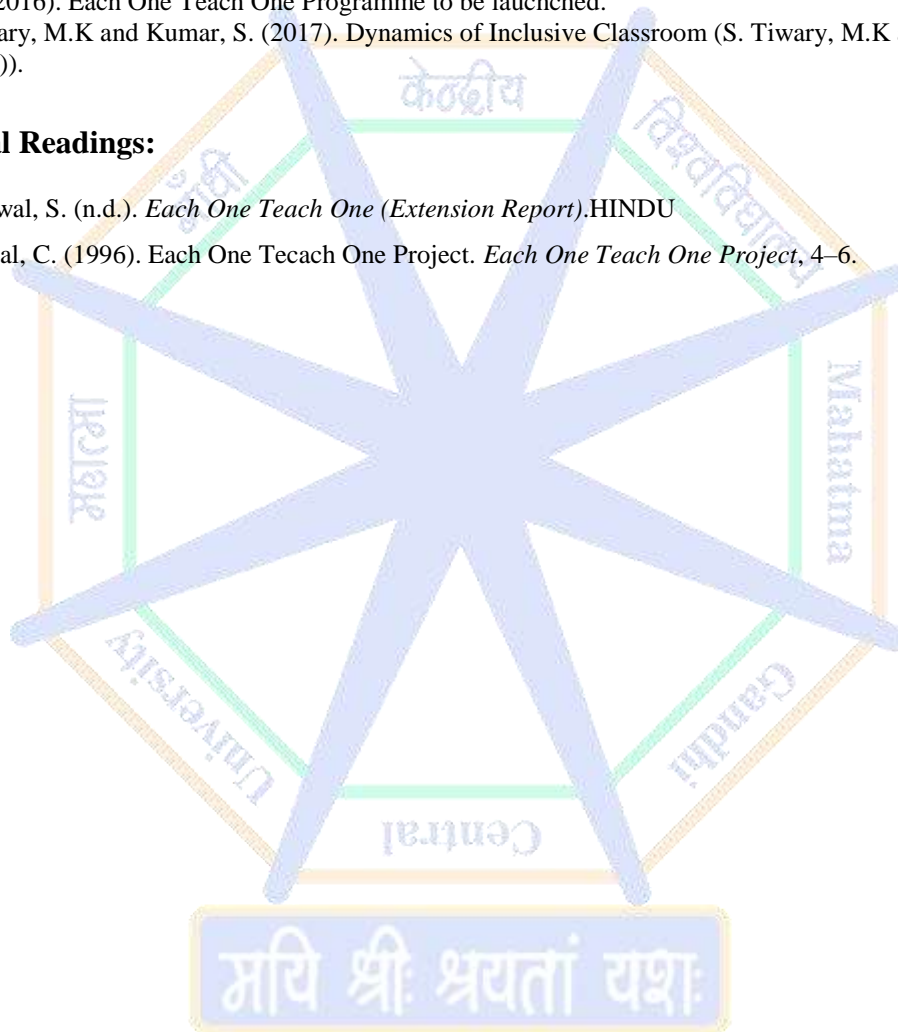 2016). Each One Teach One Programme to be laucnched.
ary, M.K and Kumar, S. (2017). Dynamics of Inclusive Classroom (S. Tiwary, M.K
)).
l Readings:
wal, S. (n.d.). Each One Teach One (Extension Report).HINDU
al, C. (1996). Each One Tecach One Project. Each One Teach One Project, 4–6.
महात्मा
गाँधी
केन्द्रीय
विश्वविद्यालय
Mahatma
Gandhi
Central
University
मयि श्रीः श्रयतां यशः